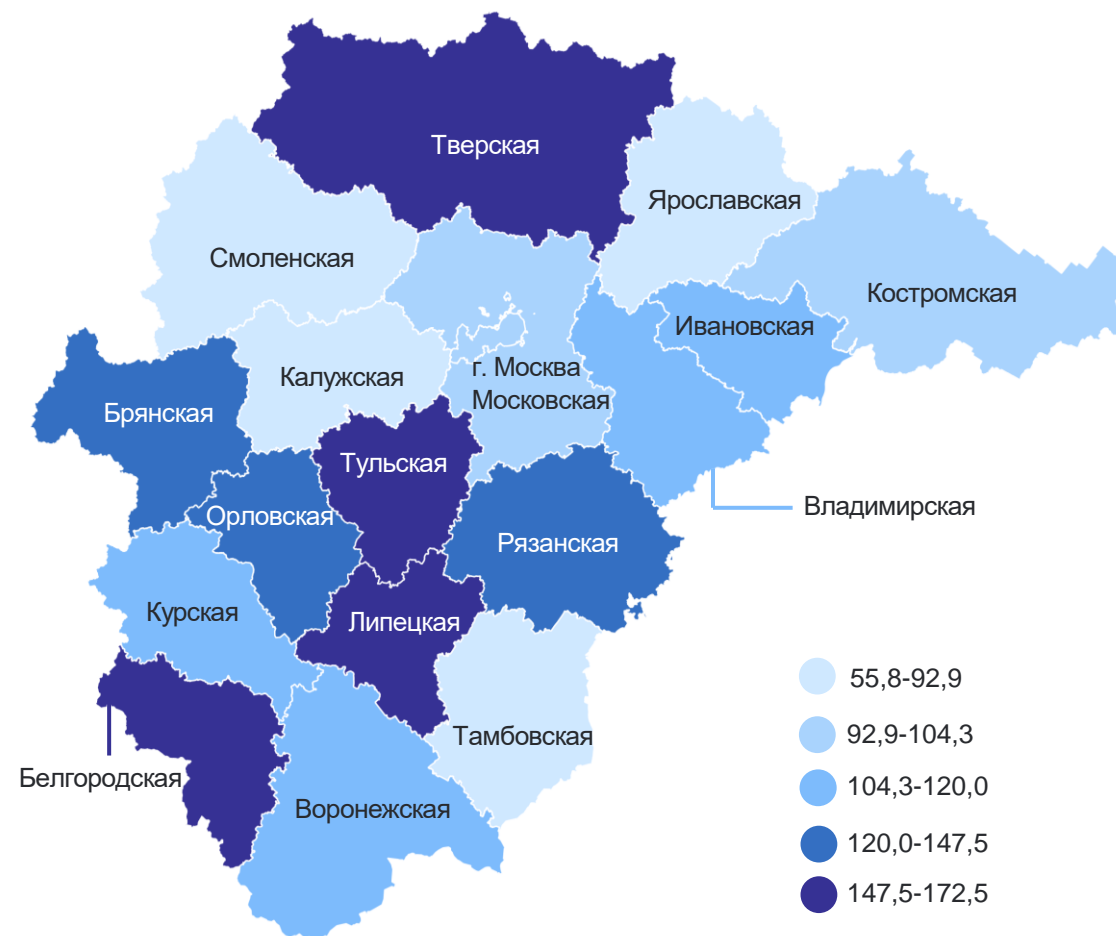 Тверская
Ярославская
Смоленская
Костромская
Ивановская
г. Москва
Московская
Калужская
Брянская
Тульская
Владимирская
Орловская
Рязанская
Курская
Липецкая
55,8-92,9
92,9-104,3
Тамбовская
Белгородская
104,3-120,0
Воронежская
120,0-147,5
147,5-172,5